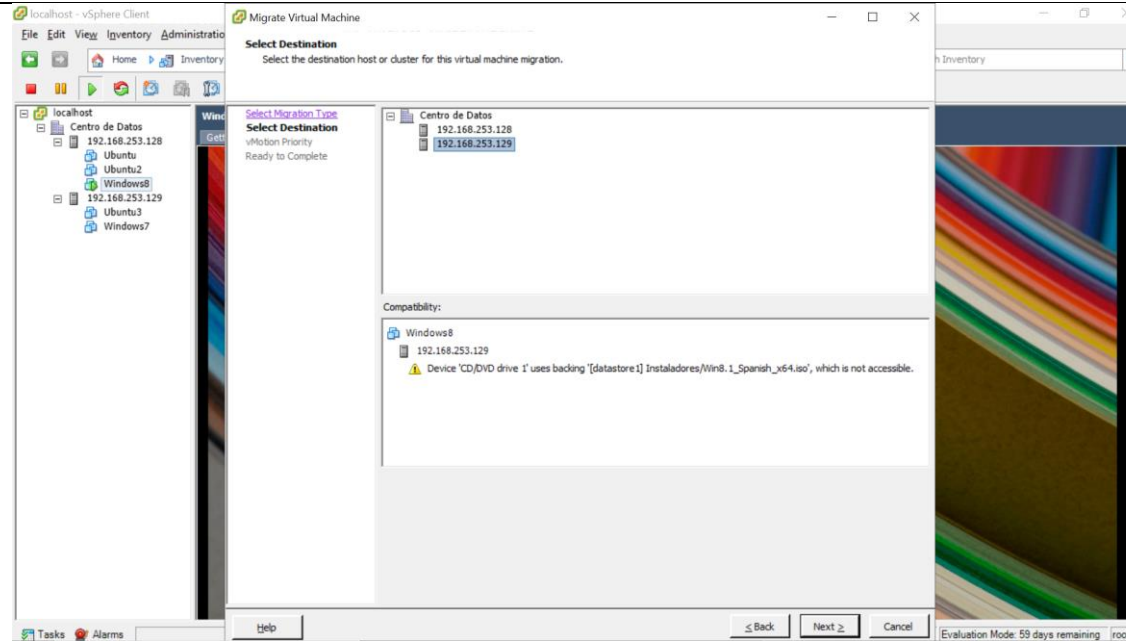 localhost - vSphere Client
File Edit View Inventory Administratio
Home Inventory
h Inventory
localhost
Centro de Datos
192.168.253.128
Ubuntu
Ubuntu2
Windows8
192.168.253.129
Ubuntu3
Windows7
Wind
Gett
Migrate Virtual Machine
Select Destination
Select the destination host or cluster for this virtual machine migration.
Select Migration Type
Select Destination
vMotion Priority
Ready to Complete
Centro de Datos
192.168.253.128
192.168.253.129
Compatibility:
Windows8
192.168.253.129
Device 'CD/DVD drive 1' uses backing '[datastore1] Instaladores/Win8.1_Spanish_x64.iso', which is not accessible.
Help
≤ Back Next ≥ Cancel
Tasks Alarms
Evaluation Mode: 59 days remaining roo